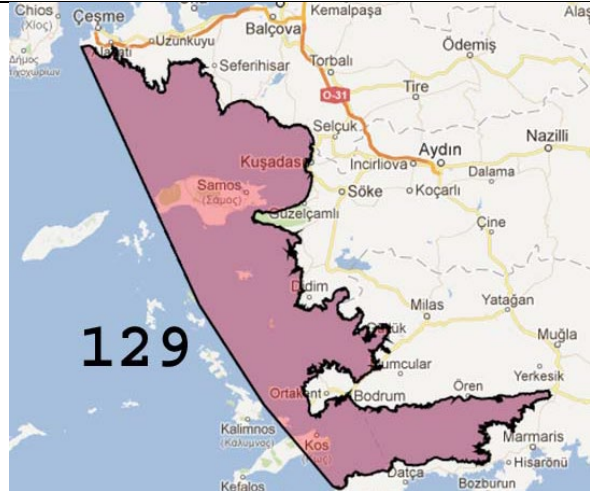 Chios
(Χίος)
Çeşme
Uzunkuyu
Balçova
Kemalpaşa
Seferihisar
Torbalı
Ödemiş
Tire
O-31
Selçuk
Kuşadası
İncirliova
Aydın
Nazilli
Dalama
Koçarlı
Söke
Samos
(Σάμος)
Güzelçamlı
Çine
Didim
Milas
Yatağan
Muğla
129
Yerkesik
Ortakent
Bodrum
Ören
Kalimnos
(Κάλυμνος)
Kos
Marmaris
Hisarönü
Datça
Bozburun
Kefalos